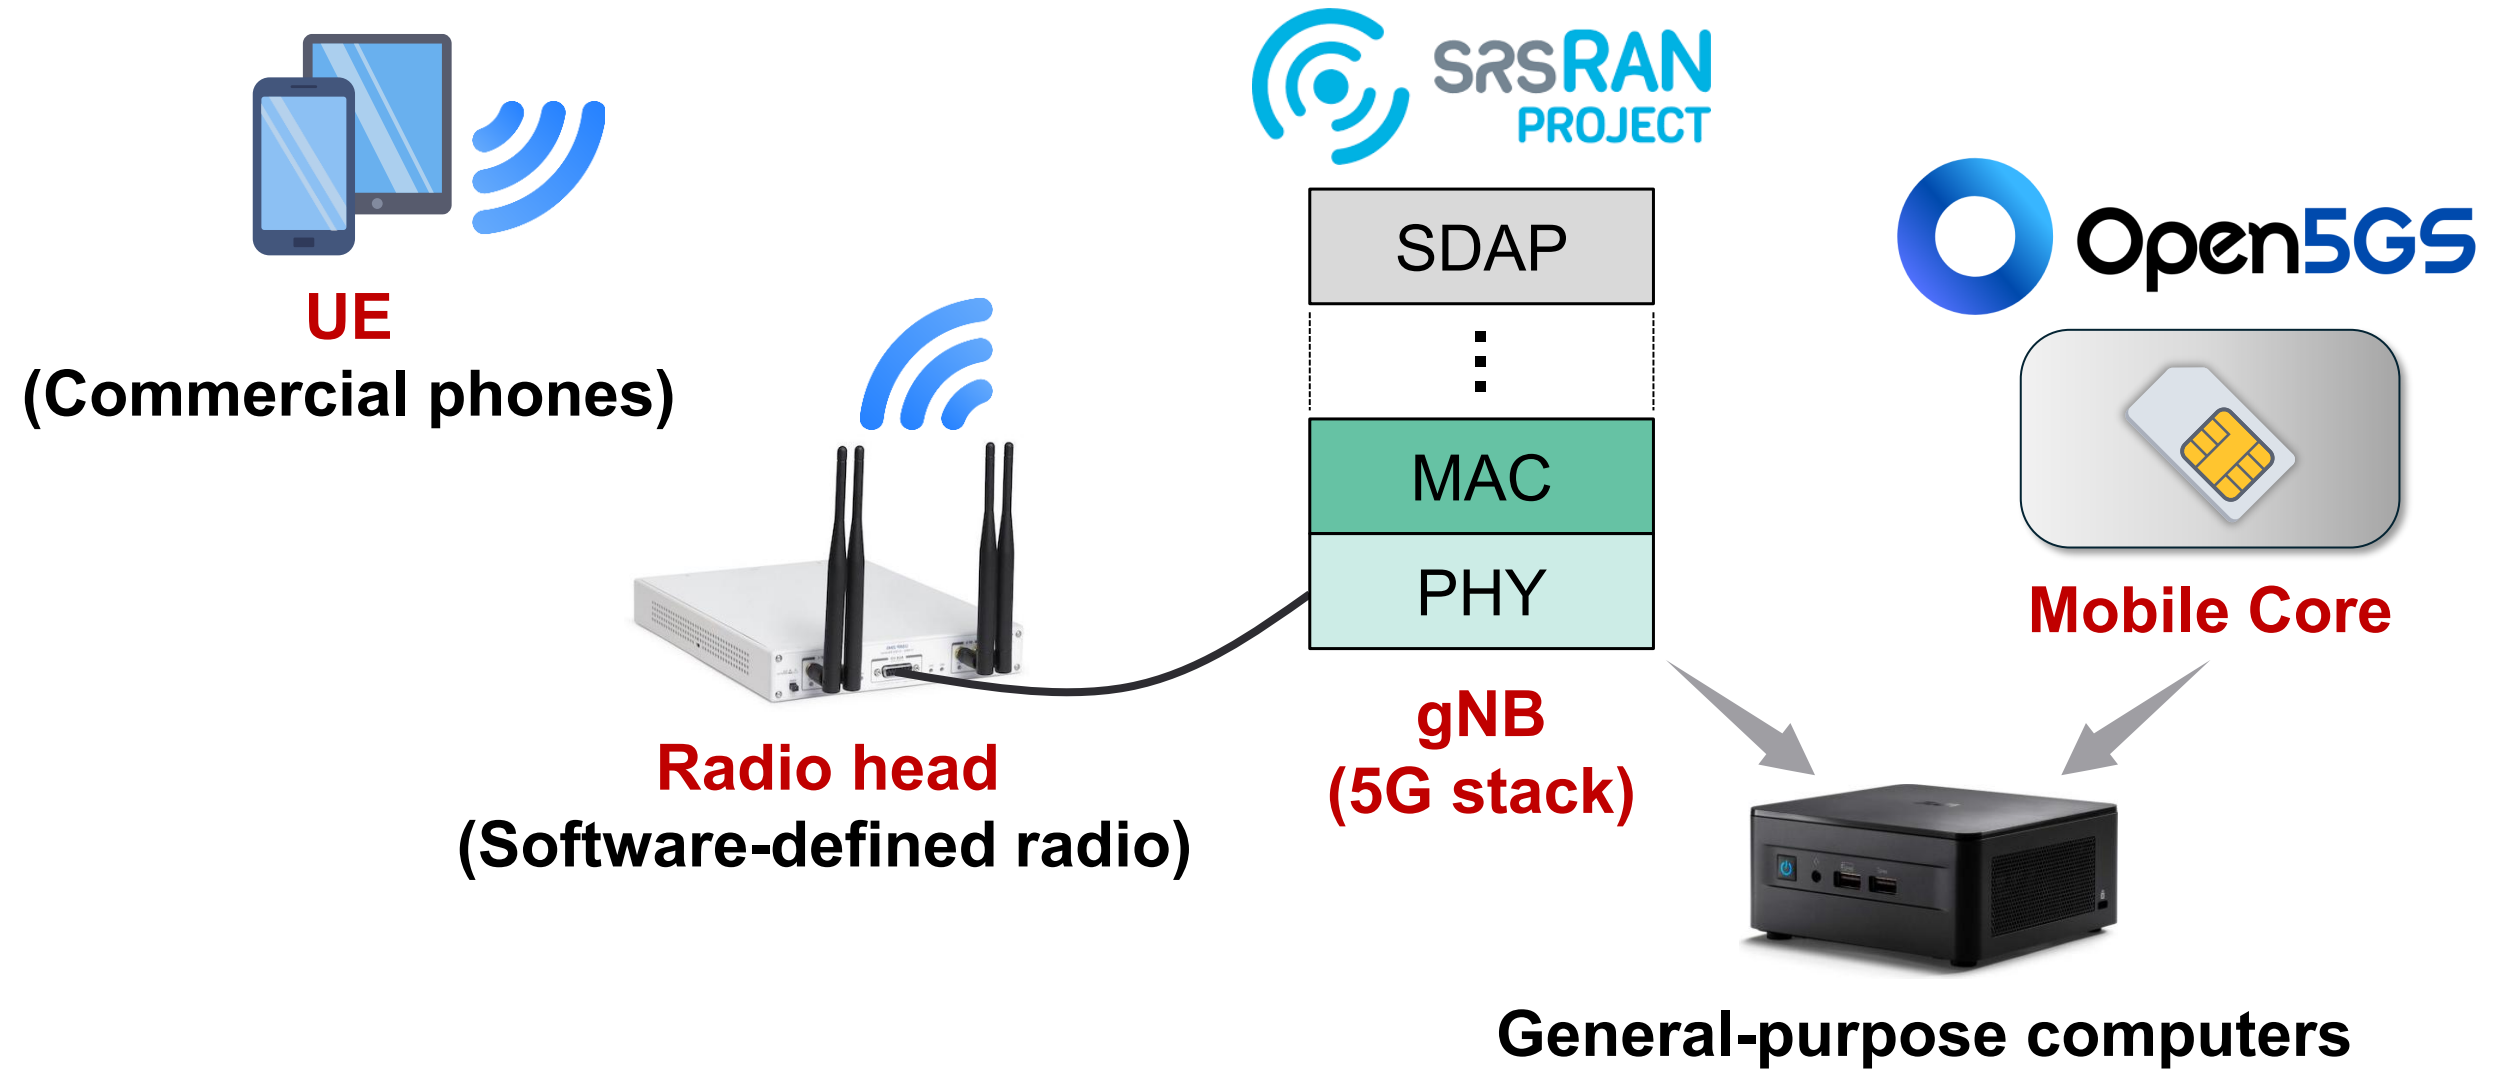 srsRAN
PROJECT
Open5GS
SDAP
MAC
PHY
UE
(Commercial phones)
Radio head
(Software-defined radio)
gNB
(5G stack)
Mobile Core
General-purpose computers